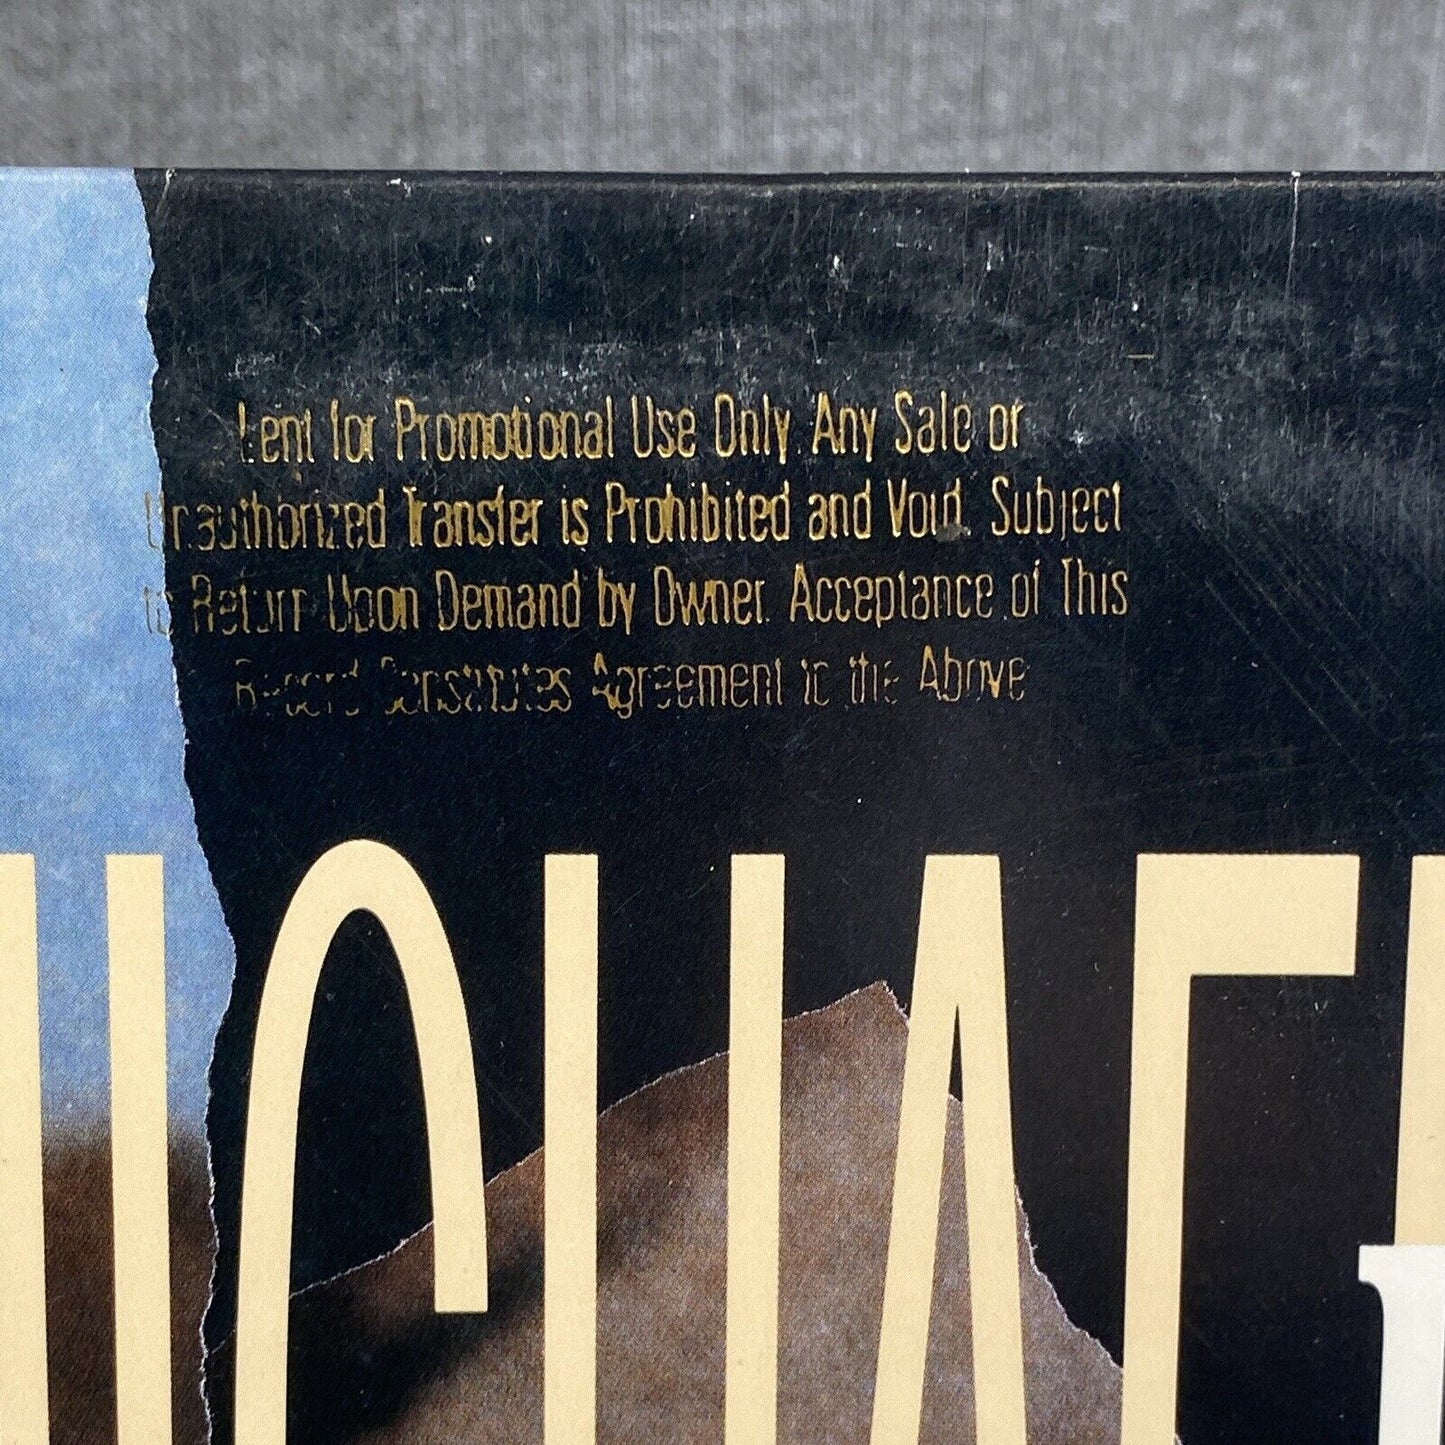 Lent for Promotional Use Only. Any Sale or
Unauthorized Transfer is Prohibited and Void. Subject
to Return Upon Demand by Owner. Acceptance of This
Record Constitutes Agreement to the Above
ICHAE